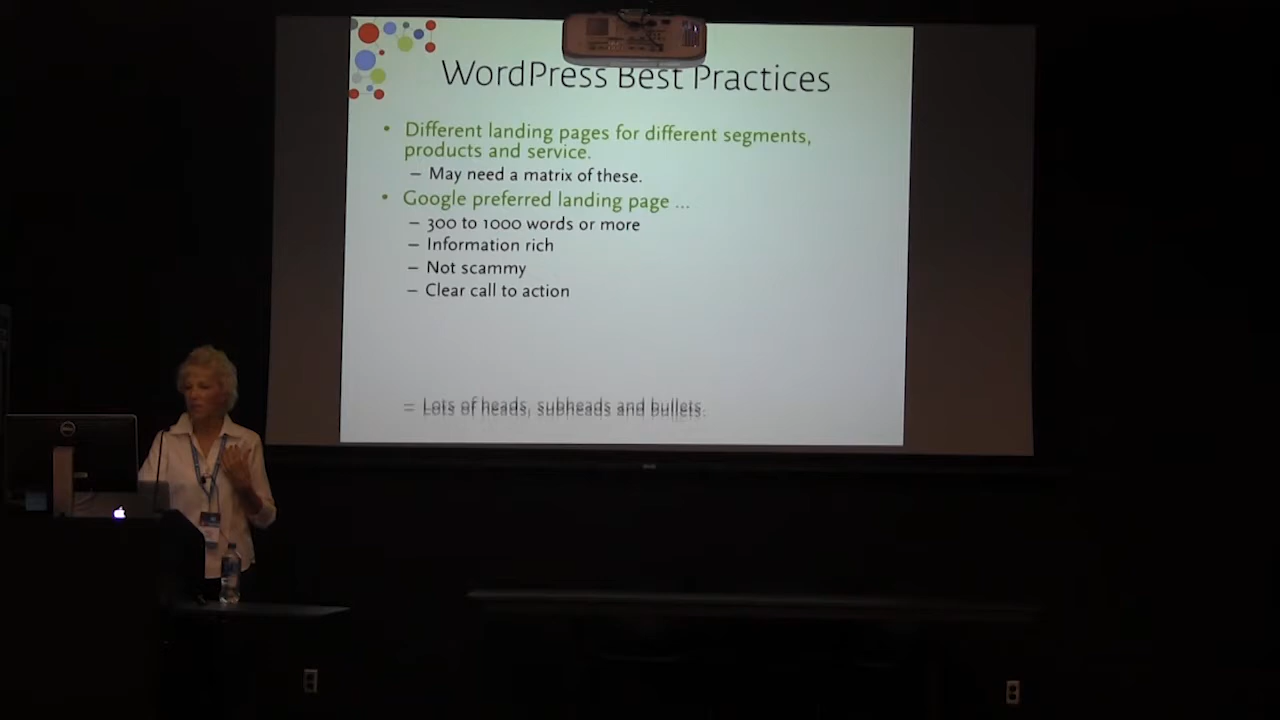 WordPress Best Practices
• Different landing pages for different segments,
products and service.
– May need a matrix of these.
• Google preferred landing page ...
– 300 to 1000 words or more
– Information rich
– Not scammy
– Clear call to action
– Lots of heads, subheads and bullets.
DELL